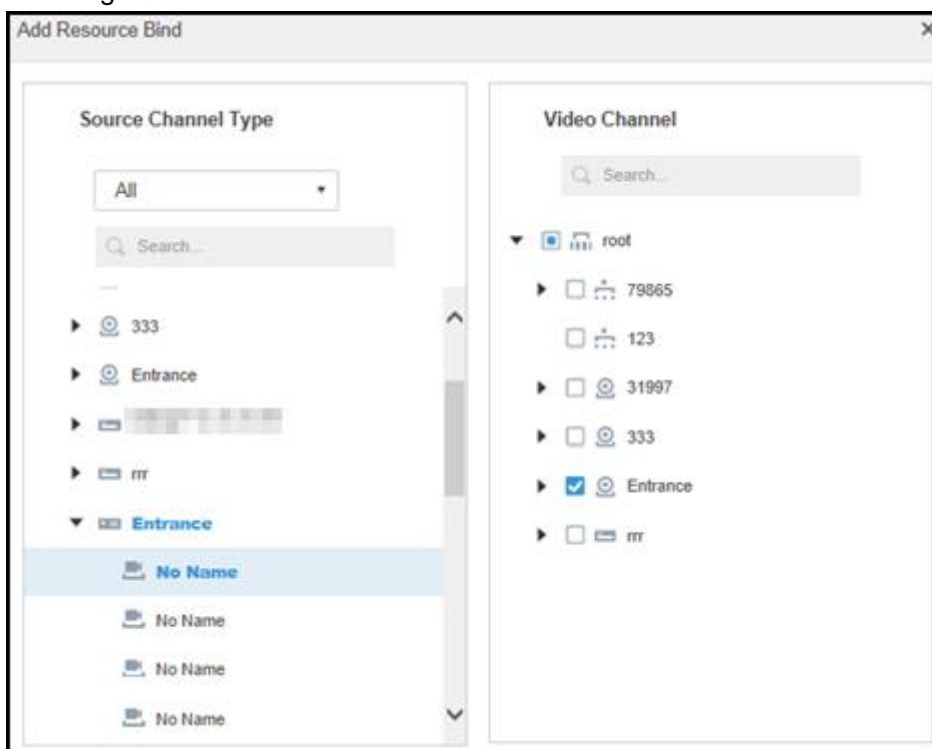 Add Resource Bind
Source Channel Type
All
Search...
333
Entrance
rrr
Entrance
No Name
No Name
No Name
No Name
Video Channel
Search...
root
79865
123
31997
333
Entrance
rrr